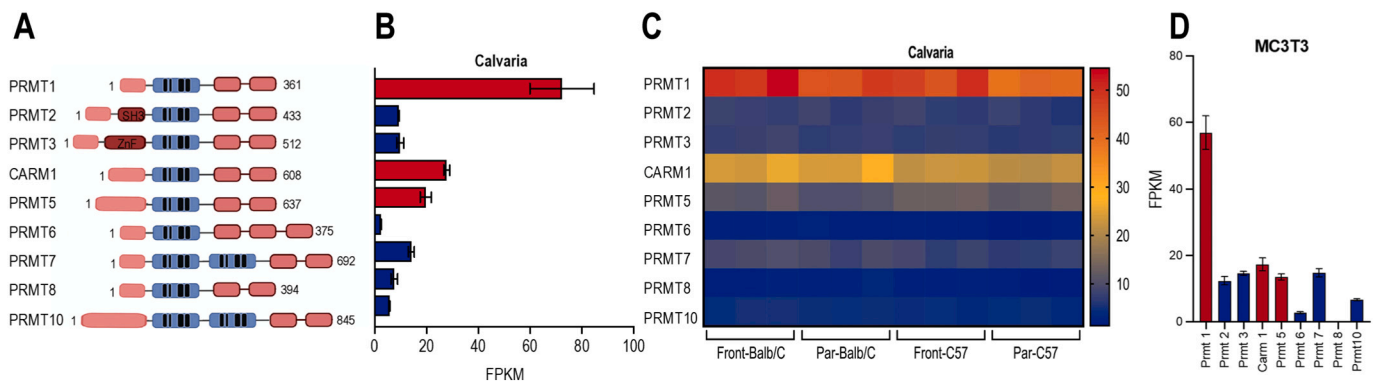 A
PRMT1 1 361
PRMT2 1 SH3 433
PRMT3 1 ZnF 512
CARM1 1 608
PRMT5 1 637
PRMT6 1 375
PRMT7 1 692
PRMT8 1 394
PRMT10 1 845
B
Calvaria
0 20 40 60 80 100
FPKM
C
Calvaria
PRMT1
PRMT2
PRMT3
CARM1
PRMT5
PRMT6
PRMT7
PRMT8
PRMT10
Front-Balb/C Par-Balb/C Front-C57 Par-C57
50
40
30
20
10
D
MC3T3
FPKM
80
60
40
20
0
Prmt 1
Prmt 2
Prmt 3
Carm 1
Prmt 5
Prmt 6
Prmt 7
Prmt 8
Prmt10